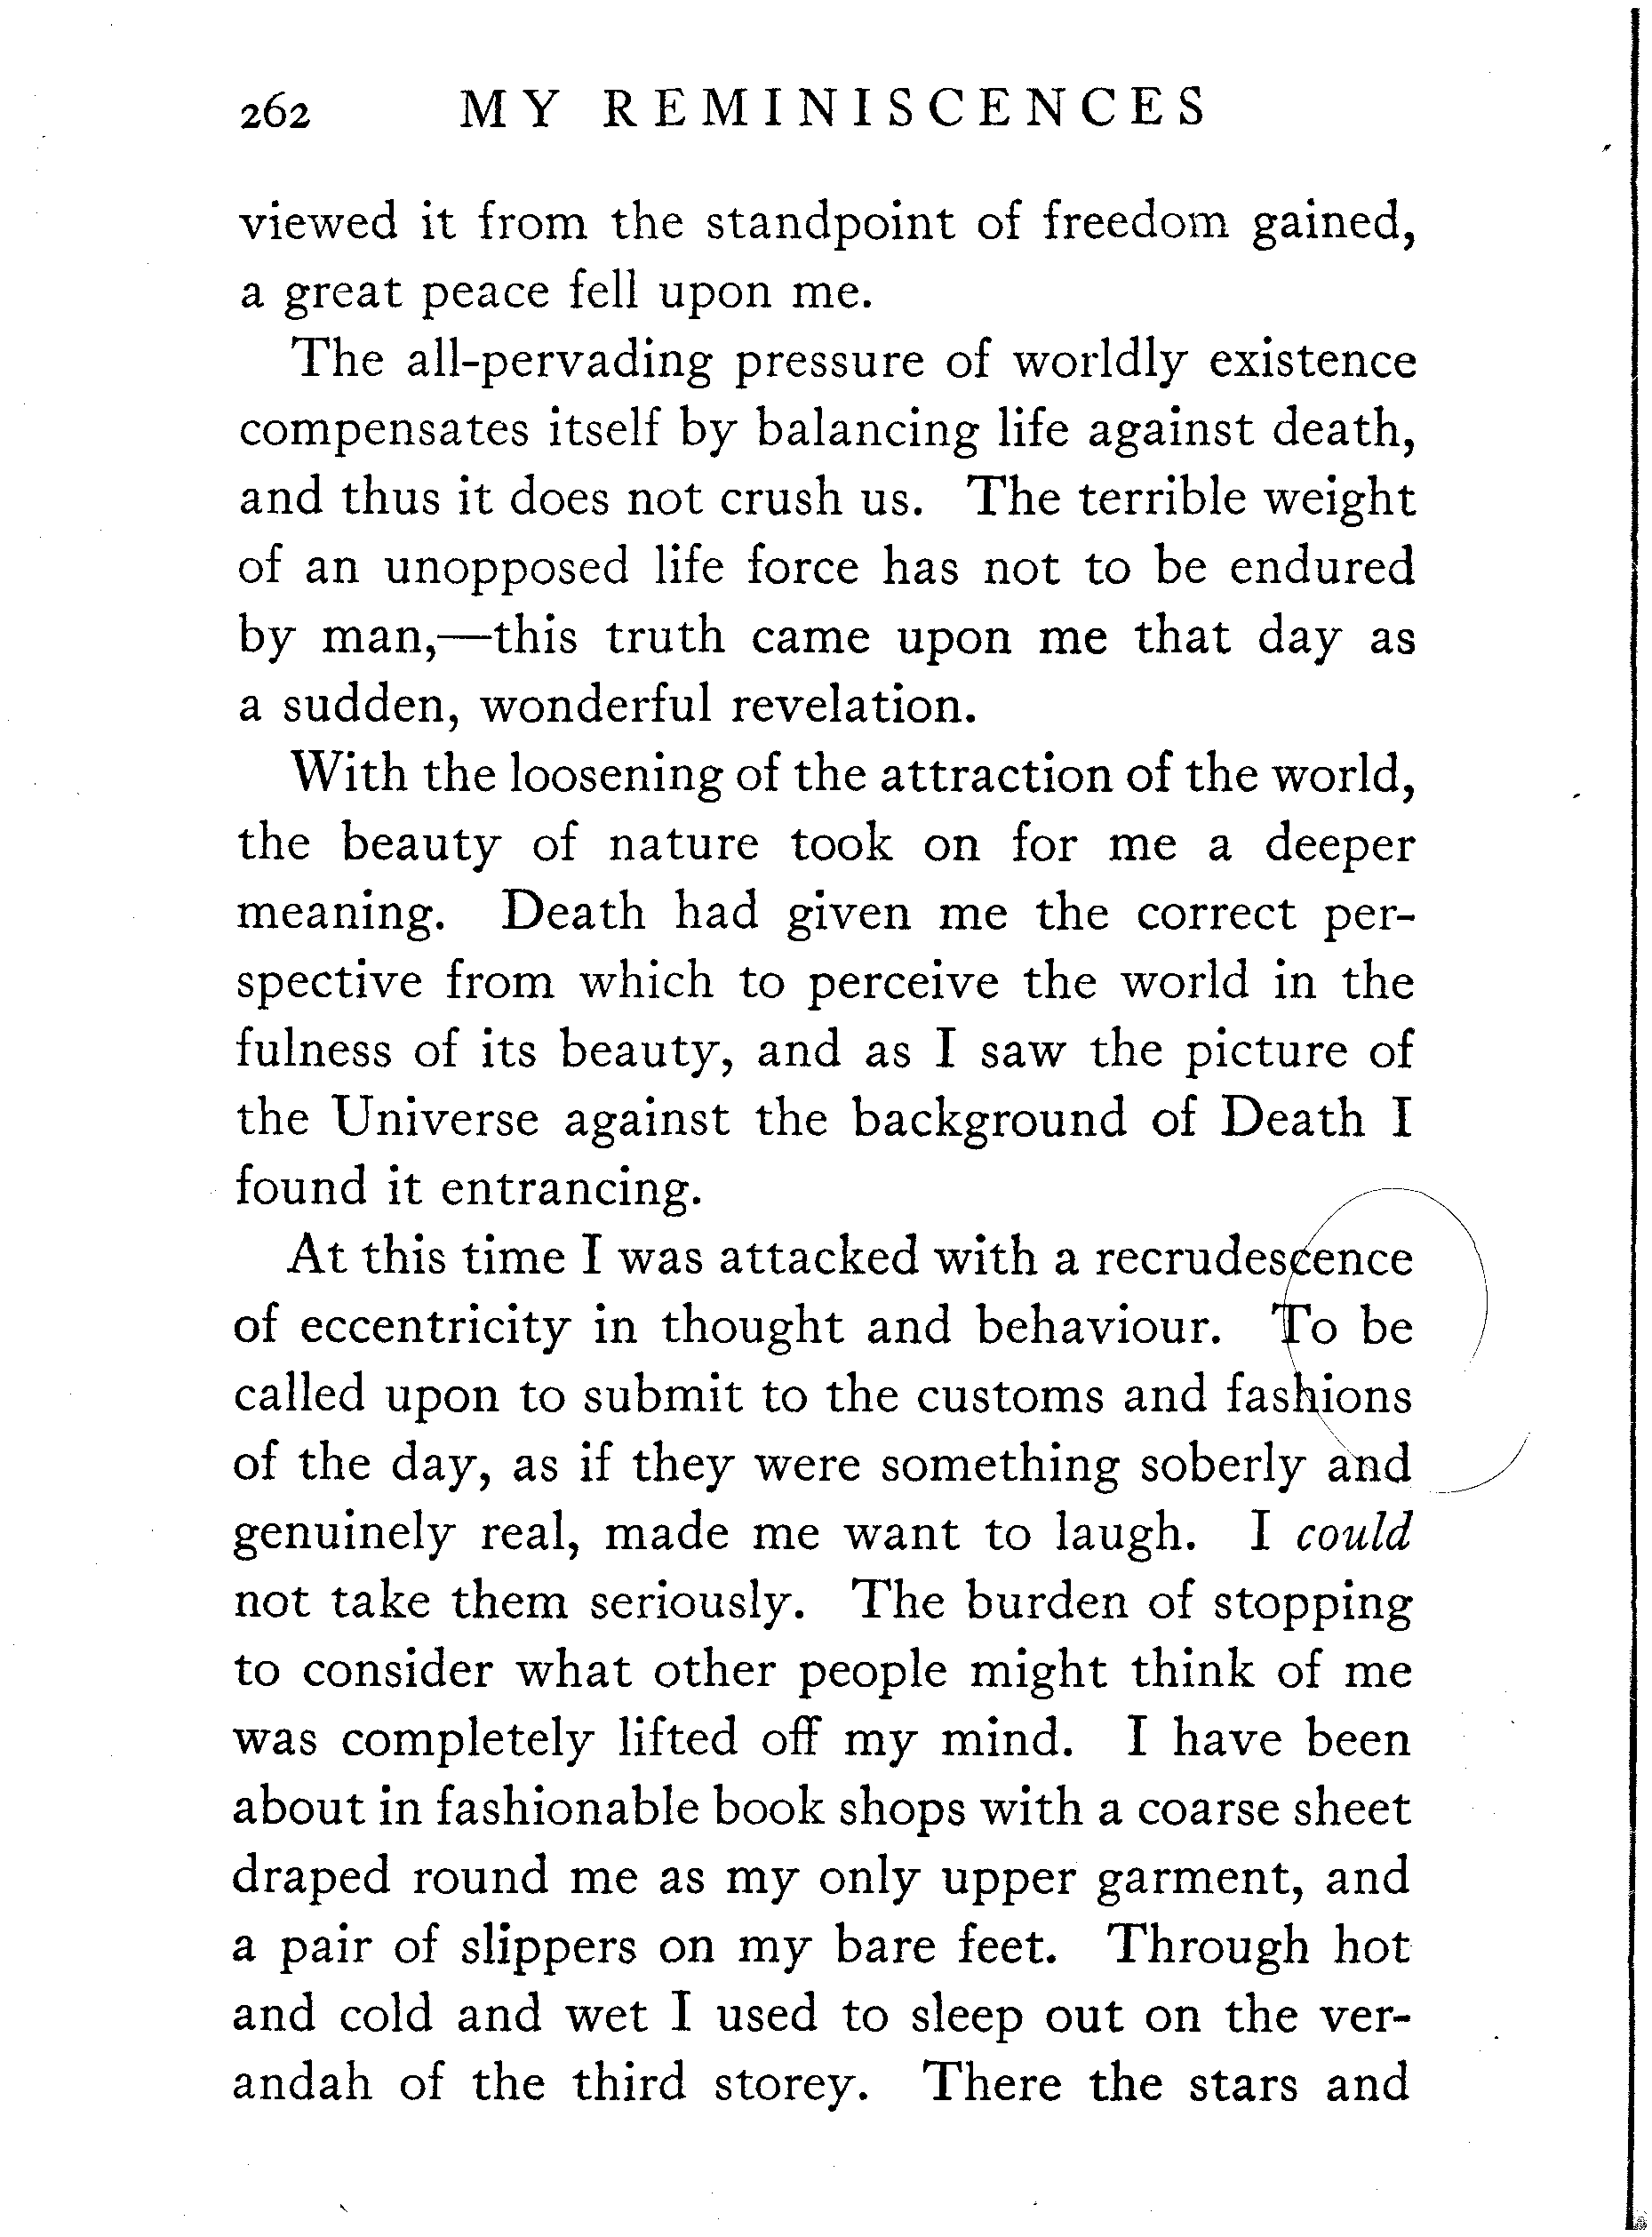 262 MY REMINISCENCES
viewed it from the standpoint of freedom gained,
a great peace fell upon me.
The all-pervading pressure of worldly existence
compensates itself by balancing life against death,
and thus it does not crush us. The terrible weight
of an unopposed life force has not to be endured
by man,—this truth came upon me that day as
a sudden, wonderful revelation.
With the loosening of the attraction of the world,
the beauty of nature took on for me a deeper
meaning. Death had given me the correct per-
spective from which to perceive the world in the
fulness of its beauty, and as I saw the picture of
the Universe against the background of Death I
found it entrancing.
At this time I was attacked with a recrudescence
of eccentricity in thought and behaviour. To be
called upon to submit to the customs and fashions
of the day, as if they were something soberly and
genuinely real, made me want to laugh. I could
not take them seriously. The burden of stopping
to consider what other people might think of me
was completely lifted off my mind. I have been
about in fashionable book shops with a coarse sheet
draped round me as my only upper garment, and
a pair of slippers on my bare feet. Through hot
and cold and wet I used to sleep out on the ver-
andah of the third storey. There the stars and